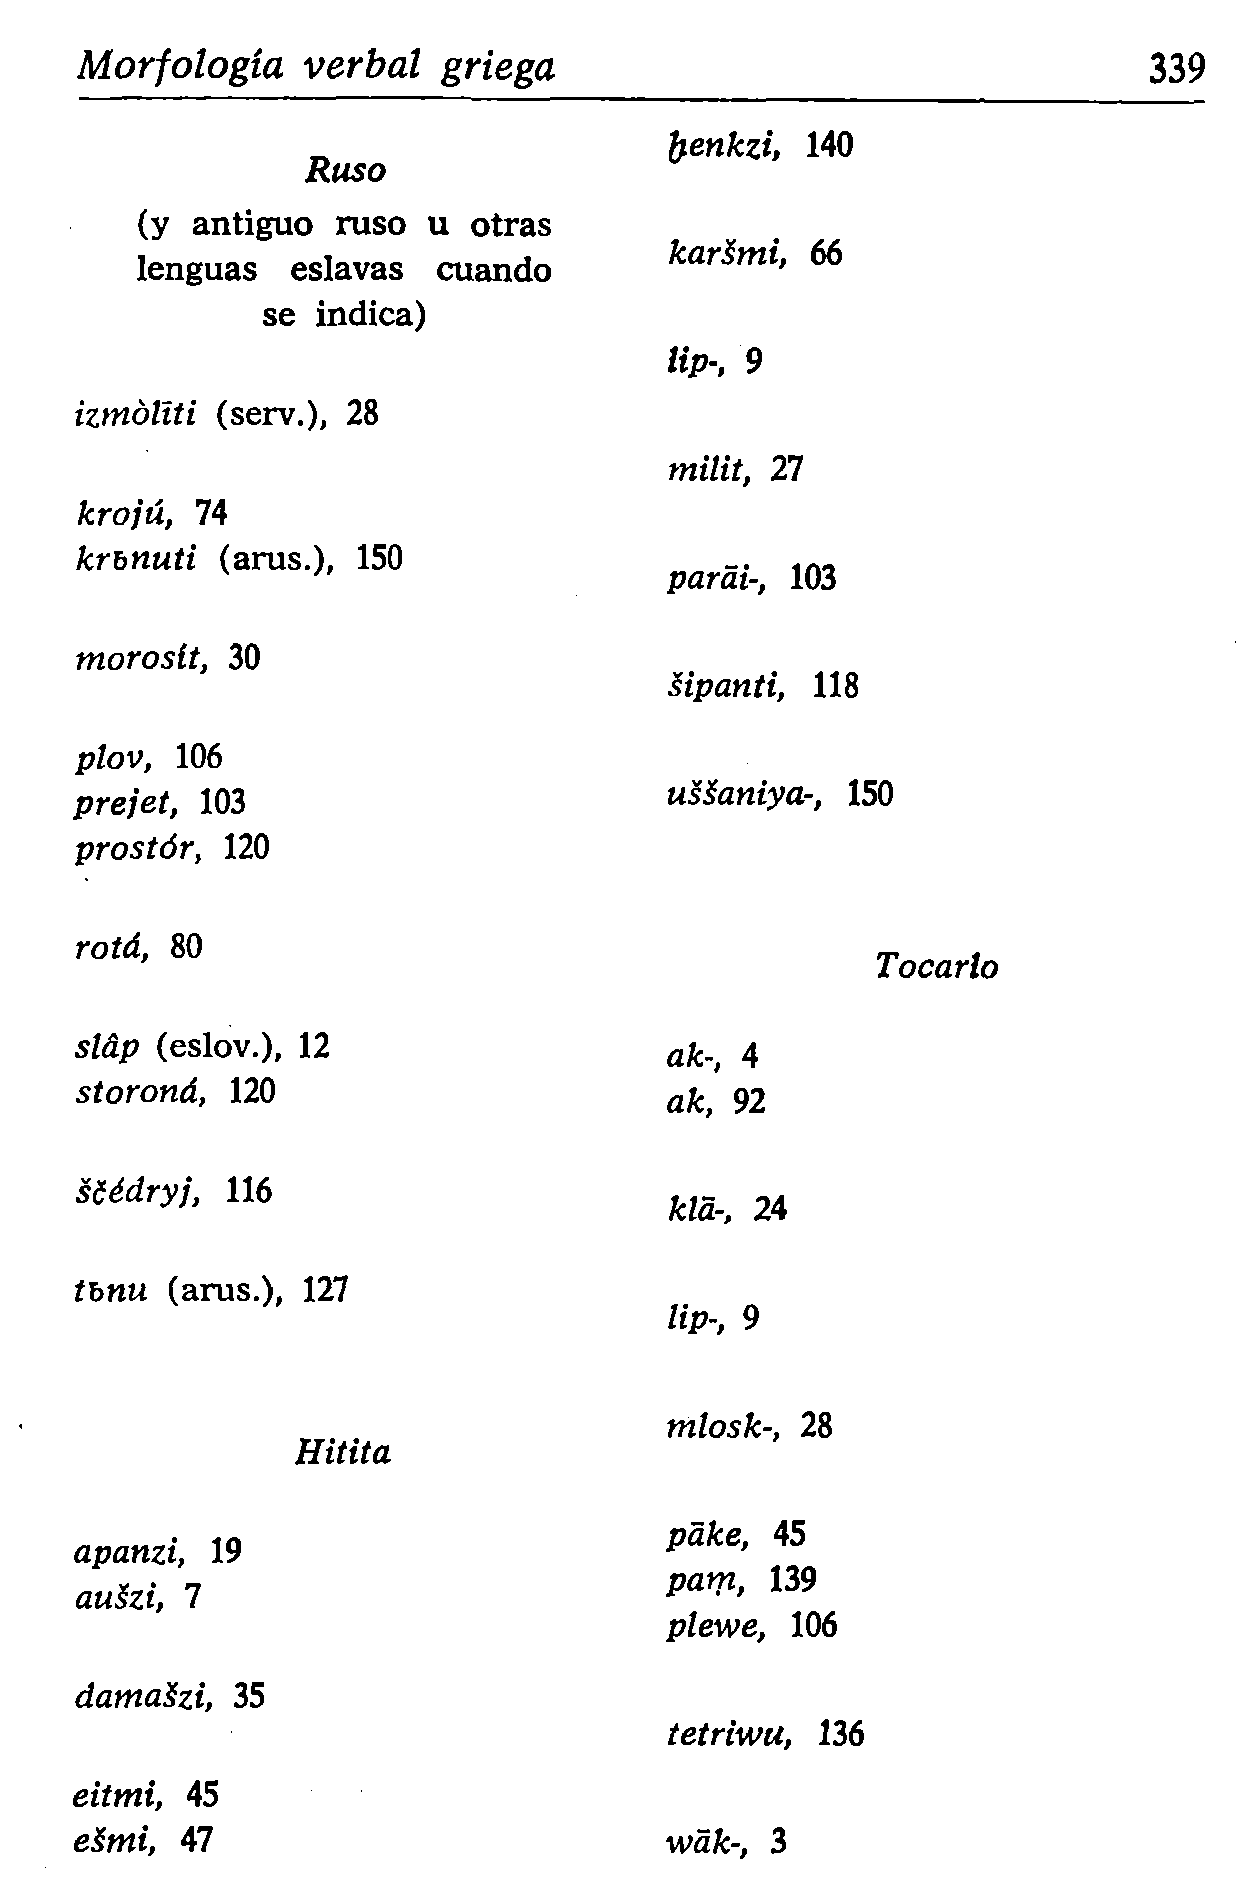 Morfología verbal griega 339
Ruso
(y antiguo ruso u otras
lenguas eslavas cuando
se indica)
izmòlīti (serv.), 28
krojú, 74
krьnuti (arus.), 150
morosít, 30
plov, 106
prejet, 103
prostór, 120
rotá, 80
slâp (eslov.), 12
storoná, 120
ščédryj, 116
tьnu (arus.), 127
Hitita
apanzi, 19
aušzi, 7
damašzi, 35
eitmi, 45
ešmi, 47
ḫenkzi, 140
karšmi, 66
lip-, 9
milit, 27
parāi-, 103
šipanti, 118
uššaniya-, 150
Tocario
ak-, 4
ak, 92
klā-, 24
lip-, 9
mlosk-, 28
pāke, 45
paṃ, 139
plewe, 106
tetriwu, 136
wāk-, 3